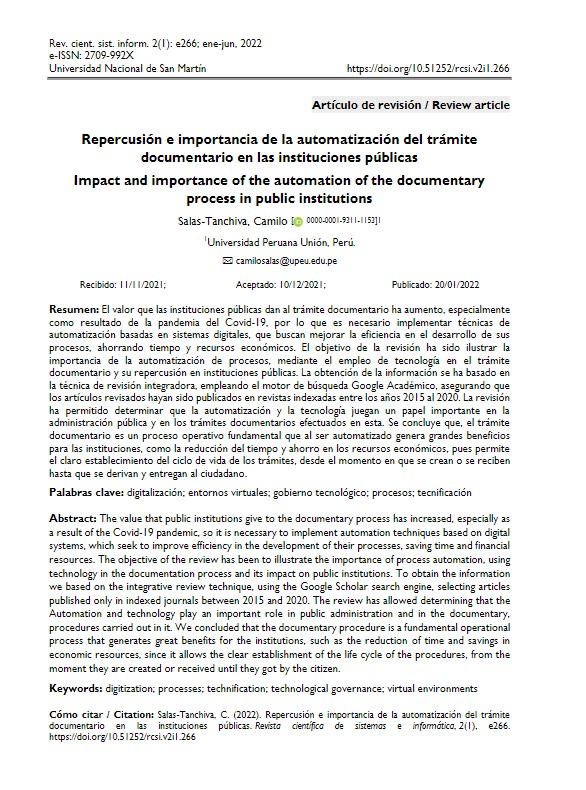 Rev. cient. sist. inform. 2(1): e266; ene-jun, 2022
e-ISSN: 2709-992X
Universidad Nacional de San Martín https://doi.org/10.51252/rcsi.v2i1.266
Artículo de revisión / Review article
Repercusión e importancia de la automatización del trámite
documentario en las instituciones públicas
Impact and importance of the automation of the documentary
process in public institutions
Salas-Tanchiva, Camilo [iD 0000-0001-9311-1153]1
1Universidad Peruana Unión, Perú.
✉ camilosalas@upeu.edu.pe
Recibido: 11/11/2021; Aceptado: 10/12/2021; Publicado: 20/01/2022
Resumen: El valor que las instituciones públicas dan al trámite documentario ha aumento, especialmente
como resultado de la pandemia del Covid-19, por lo que es necesario implementar técnicas de
automatización basadas en sistemas digitales, que buscan mejorar la eficiencia en el desarrollo de sus
procesos, ahorrando tiempo y recursos económicos. El objetivo de la revisión ha sido ilustrar la
importancia de la automatización de procesos, mediante el empleo de tecnología en el trámite
documentario y su repercusión en instituciones públicas. La obtención de la información se ha basado en
la técnica de revisión integradora, empleando el motor de búsqueda Google Académico, asegurando que
los artículos revisados hayan sido publicados en revistas indexadas entre los años 2015 al 2020. La revisión
ha permitido determinar que la automatización y la tecnología juegan un papel importante en la
administración pública y en los trámites documentarios efectuados en esta. Se concluye que, el trámite
documentario es un proceso operativo fundamental que al ser automatizado genera grandes beneficios
para las instituciones, como la reducción del tiempo y ahorro en los recursos económicos, pues permite
el claro establecimiento del ciclo de vida de los trámites, desde el momento en que se crean o se reciben
hasta que se derivan y entregan al ciudadano.
Palabras clave: digitalización; entornos virtuales; gobierno tecnológico; procesos; tecnificación
Abstract: The value that public institutions give to the documentary process has increased, especially as
a result of the Covid-19 pandemic, so it is necessary to implement automation techniques based on digital
systems, which seek to improve efficiency in the development of their processes, saving time and financial
resources. The objective of the review has been to illustrate the importance of process automation, using
technology in the documentation process and its impact on public institutions. To obtain the information
we based on the integrative review technique, using the Google Scholar search engine, selecting articles
published only in indexed journals between 2015 and 2020. The review has allowed determining that the
Automation and technology play an important role in public administration and in the documentary,
procedures carried out in it. We concluded that the documentary procedure is a fundamental operational
process that generates great benefits for the institutions, such as the reduction of time and savings in
economic resources, since it allows the clear establishment of the life cycle of the procedures, from the
moment they are created or received until they got by the citizen.
Keywords: digitization; processes; technification; technological governance; virtual environments
Cómo citar / Citation: Salas-Tanchiva, C. (2022). Repercusión e importancia de la automatización del trámite
documentario en las instituciones públicas. Revista científica de sistemas e informática, 2(1), e266.
https://doi.org/10.51252/rcsi.v2i1.266